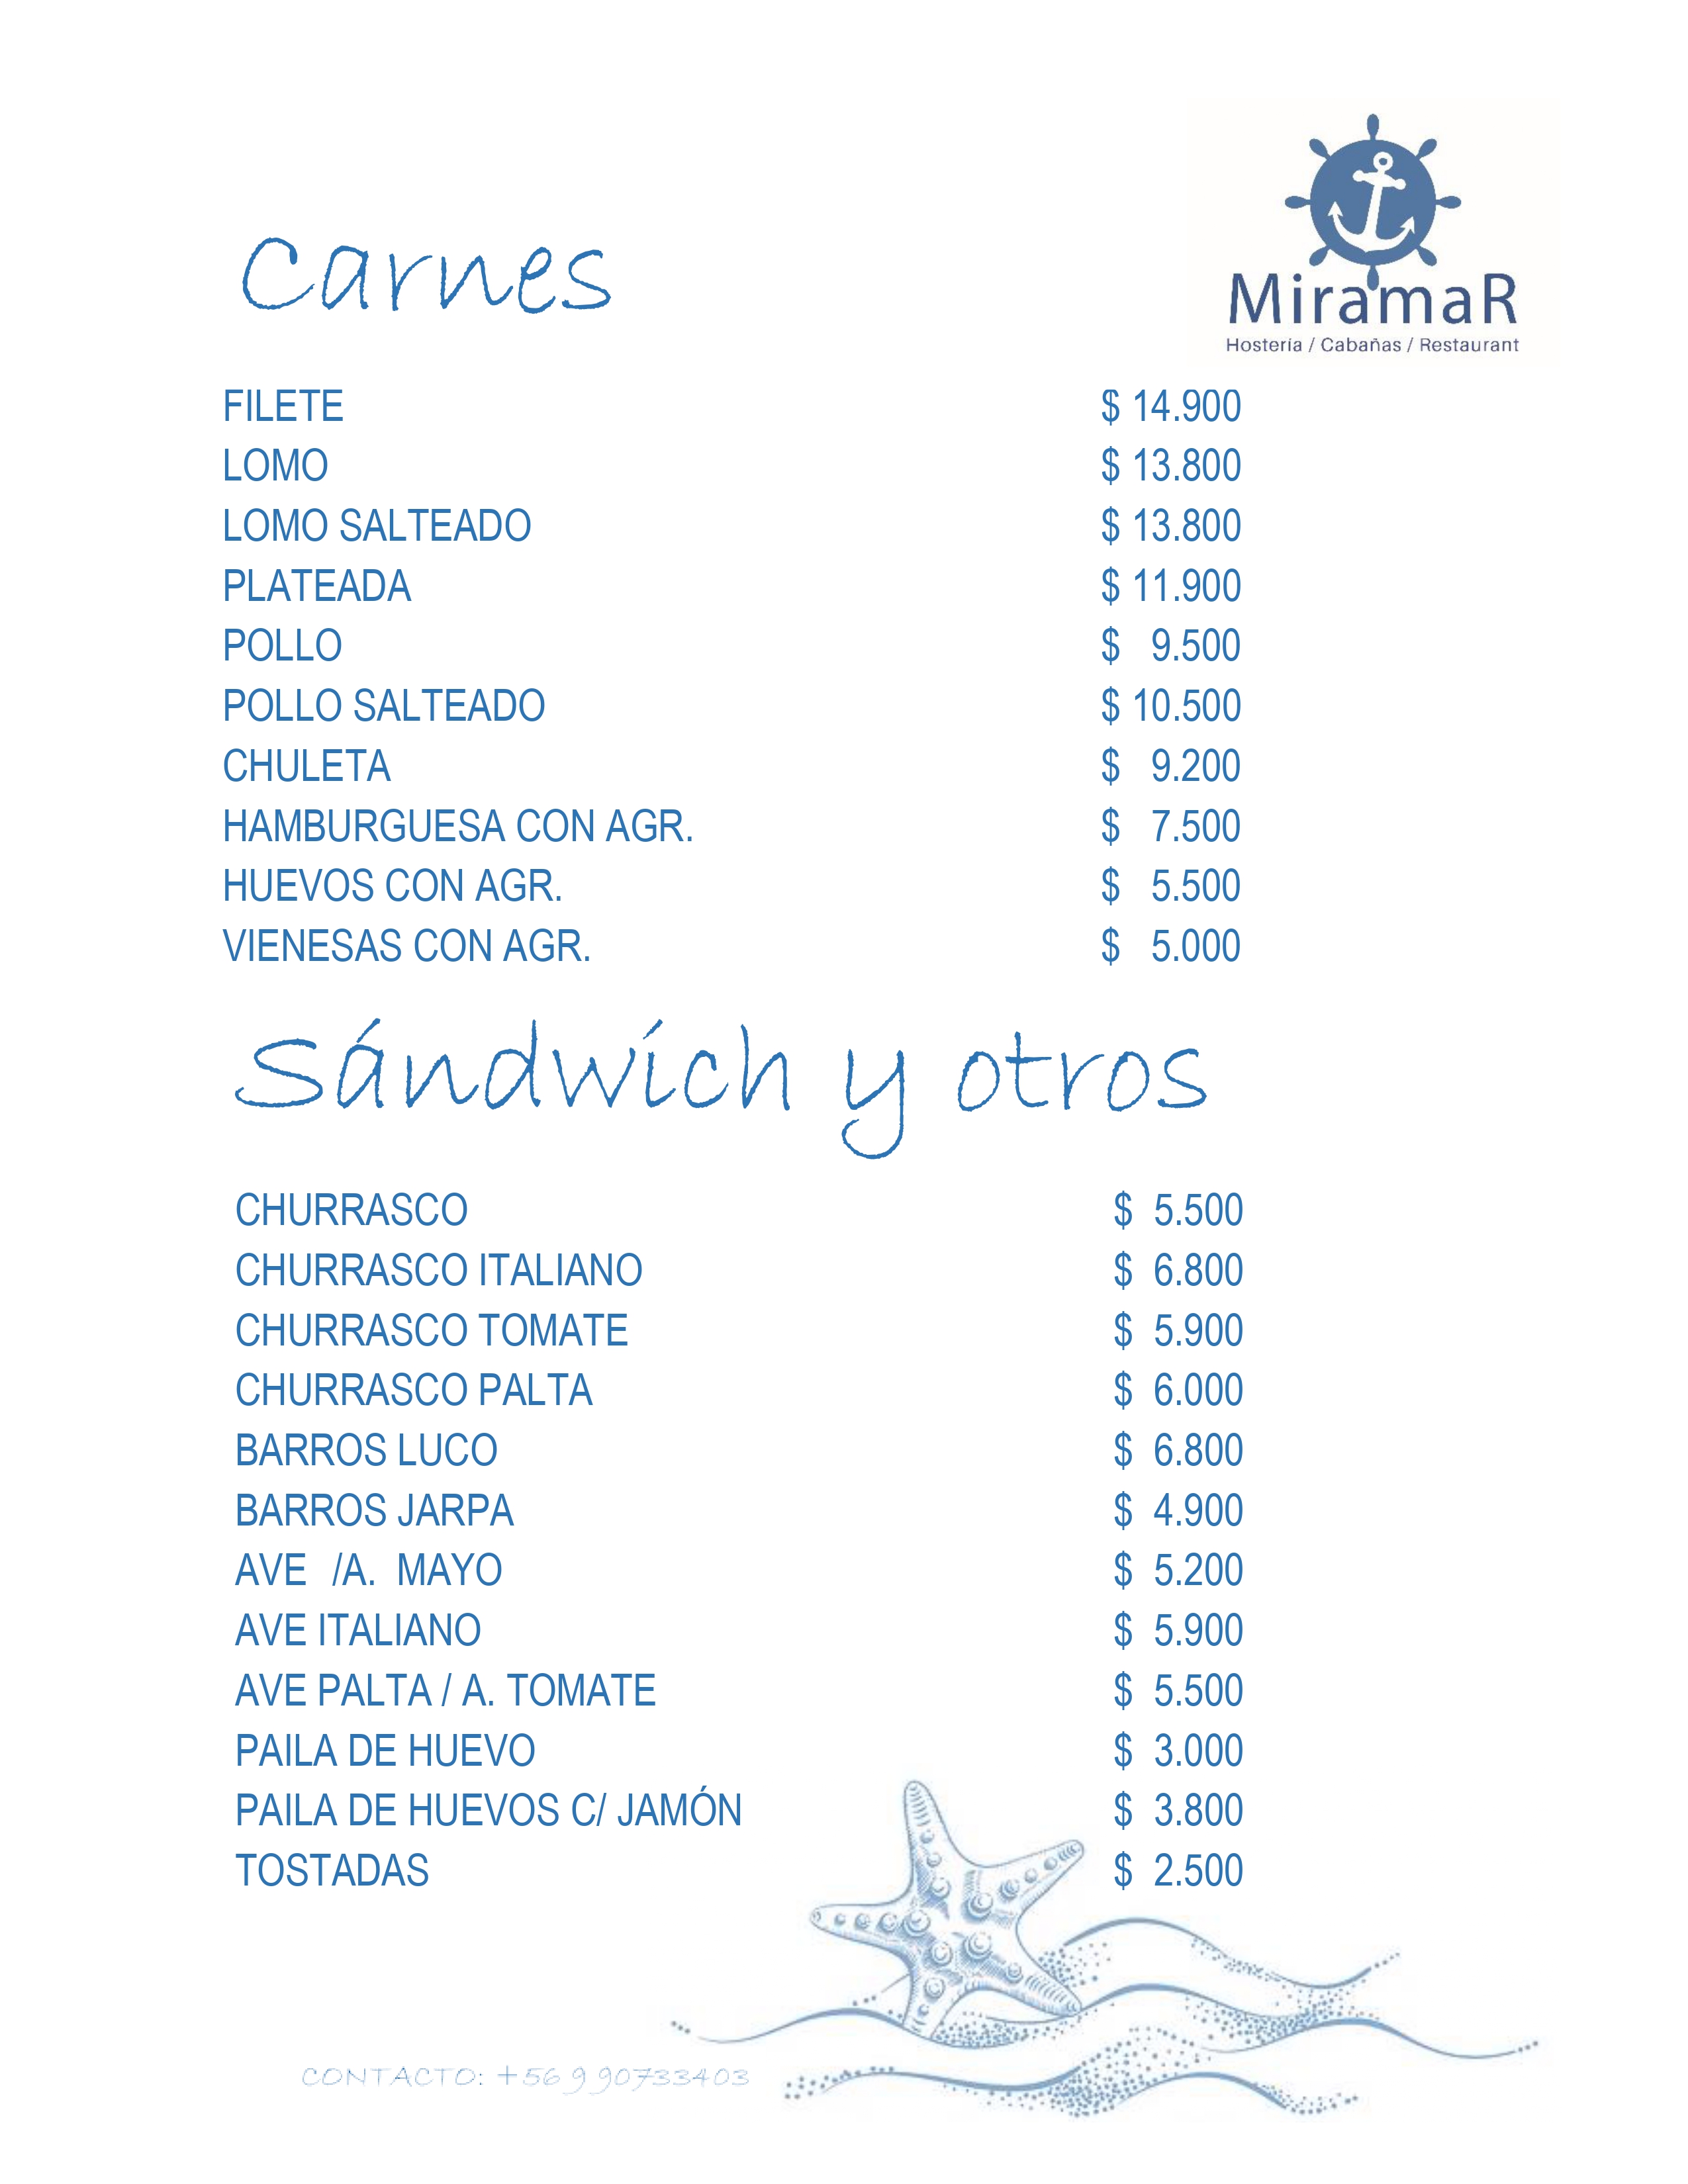 MiramaR
Hostería / Cabañas / Restaurant
Carnes
FILETE $ 14.900
LOMO $ 13.800
LOMO SALTEADO $ 13.800
PLATEADA $ 11.900
POLLO $ 9.500
POLLO SALTEADO $ 10.500
CHULETA $ 9.200
HAMBURGUESA CON AGR. $ 7.500
HUEVOS CON AGR. $ 5.500
VIENESAS CON AGR. $ 5.000
Sándwich y otros
CHURRASCO $ 5.500
CHURRASCO ITALIANO $ 6.800
CHURRASCO TOMATE $ 5.900
CHURRASCO PALTA $ 6.000
BARROS LUCO $ 6.800
BARROS JARPA $ 4.900
AVE /A. MAYO $ 5.200
AVE ITALIANO $ 5.900
AVE PALTA / A. TOMATE $ 5.500
PAILA DE HUEVO $ 3.000
PAILA DE HUEVOS C/ JAMÓN $ 3.800
TOSTADAS $ 2.500
CONTACTO: +56 9 90733403